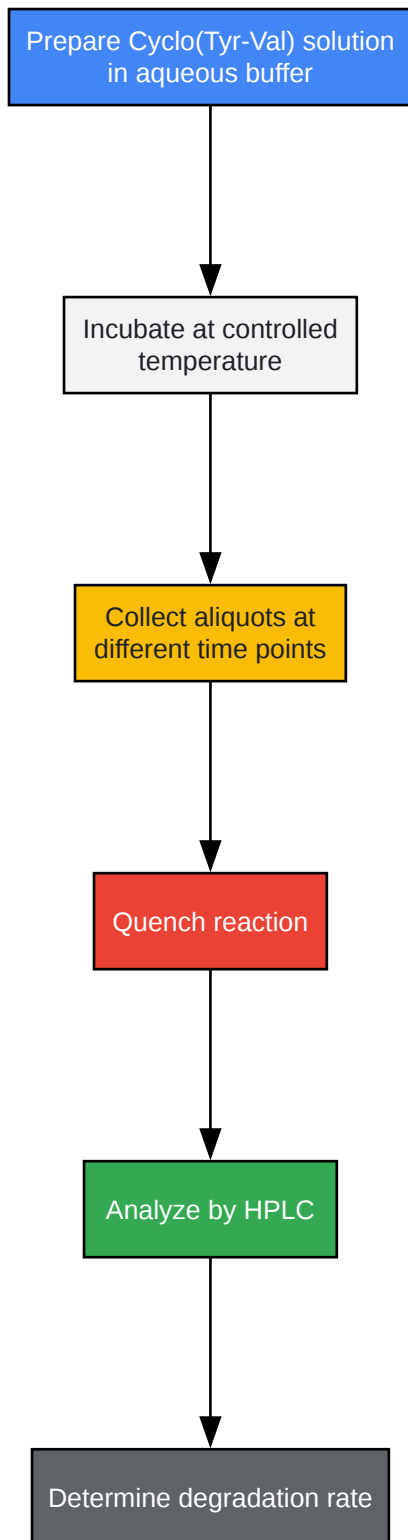 Prepare Cyclo(Tyr-Val) solution
in aqueous buffer
Incubate at controlled
temperature
Collect aliquots at
different time points
Quench reaction
Analyze by HPLC
Determine degradation rate